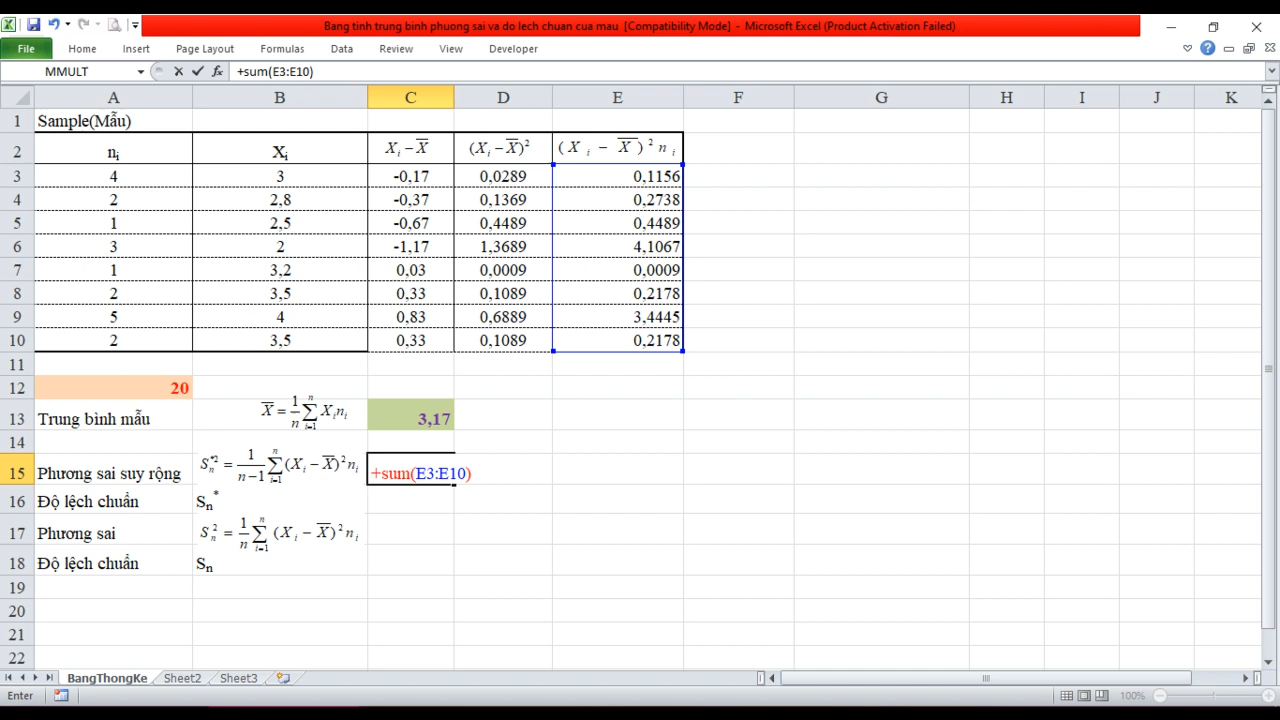 Bang tinh trung binh phuong sai va do lech chuan cua mau [Compatibility Mode] - Microsoft Excel (Product Activation Failed)
File Home Insert Page Layout Formulas Data Review View Developer
MMULT fx +sum(E3:E10)
A B C D E F G H I J K
1 Sample(Mẫu)
2 nᵢ Xᵢ Xᵢ − X̅ (Xᵢ − X̅)² (Xᵢ − X̅)² nᵢ
3 4 3 -0,17 0,0289 0,1156
4 2 2,8 -0,37 0,1369 0,2738
5 1 2,5 -0,67 0,4489 0,4489
6 3 2 -1,17 1,3689 4,1067
7 1 3,2 0,03 0,0009 0,0009
8 2 3,5 0,33 0,1089 0,2178
9 5 4 0,83 0,6889 3,4445
10 2 3,5 0,33 0,1089 0,2178
11
12 20
13 Trung bình mẫu X̅ = 1/n ∑ᵢ₌₁ⁿ Xᵢnᵢ 3,17
14
15 Phương sai suy rộng Sₙ*² = 1/(n−1) ∑ᵢ₌₁ⁿ (Xᵢ − X̅)² nᵢ +sum(E3:E10)
16 Độ lệch chuẩn Sₙ*
17 Phương sai Sₙ² = 1/n ∑ᵢ₌₁ⁿ (Xᵢ − X̅)² nᵢ
18 Độ lệch chuẩn Sₙ
19
20
21
22
BangThongKe Sheet2 Sheet3
Enter 100%